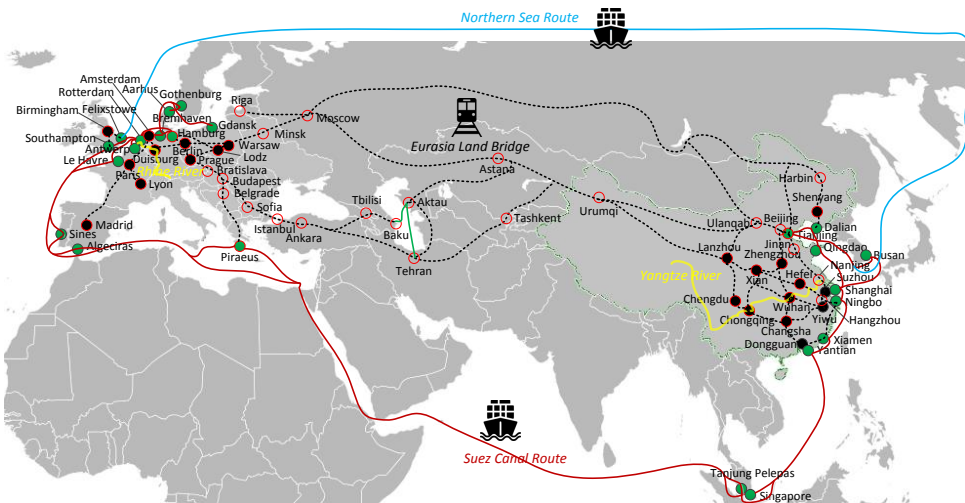 Northern Sea Route
Amsterdam
Aarhus
Gothenburg
Rotterdam
Birmingham
Felixstowe
Bremhaven
Riga
Moscow
Southampton
Hamburg
Gdansk
Minsk
Antwerp
Berlin
Warsaw
Le Havre
Duisburg
Prague
Lodz
Rhine River
Paris
Bratislava
Lyon
Budapest
Belgrade
Madrid
Sofia
Sines
Istanbul
Algeciras
Ankara
Piraeus
Tbilisi
Aktau
Baku
Tehran
Eurasia Land Bridge
Astana
Tashkent
Urumqi
Harbin
Shenyang
Ulanqab
Beijing
Dalian
Tianjing
Lanzhou
Jinan
Qingdao
Busan
Zhengzhou
Nanjing
Xian
Hefei
Suzhou
Yangtze River
Shanghai
Chengdu
Wuhan
Ningbo
Chongqing
Yiwu
Hangzhou
Changsha
Dongguan
Xiamen
Yantian
Suez Canal Route
Tanjung Pelepas
Singapore